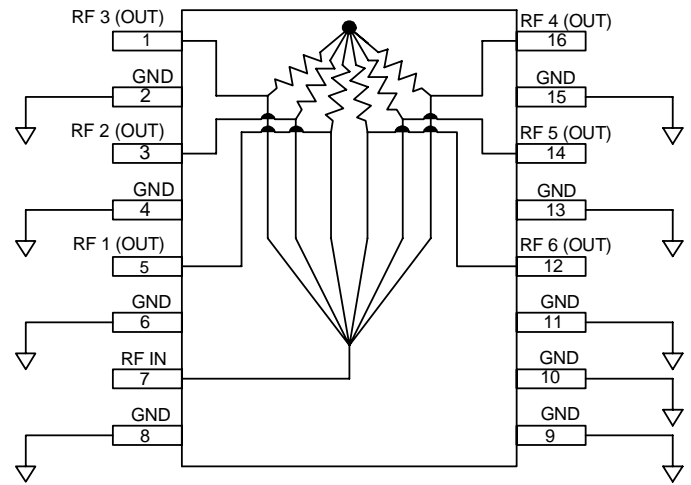 RF 3 (OUT)
1
GND
2
RF 2 (OUT)
3
GND
4
RF 1 (OUT)
5
GND
6
RF IN
7
GND
8
RF 4 (OUT)
16
GND
15
RF 5 (OUT)
14
GND
13
RF 6 (OUT)
12
GND
11
GND
10
GND
9